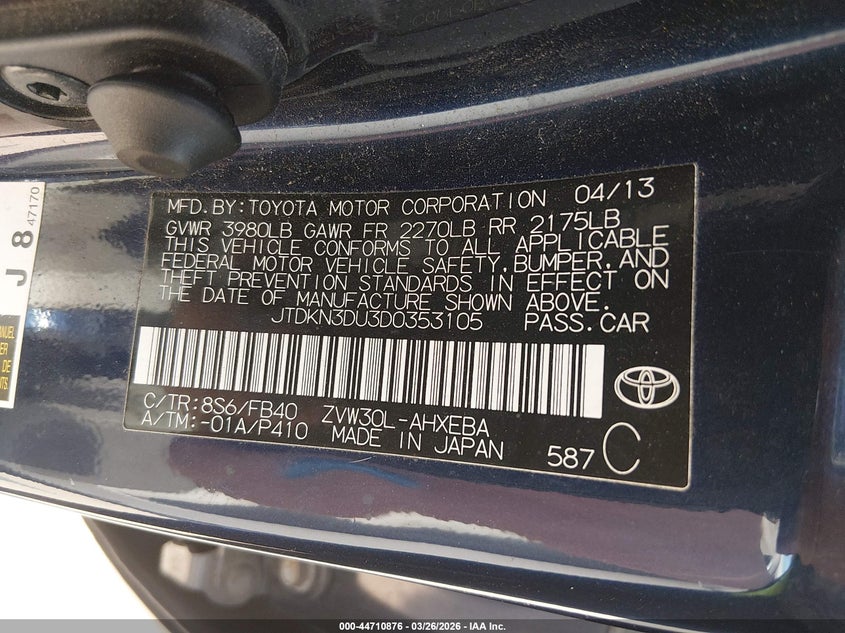 MFD.BY:TOYOTA MOTOR CORPORATION 04/13
GVWR 3980LB GAWR FR 2270LB RR 2175LB
THIS VEHICLE CONFORMS TO ALL APPLICABLE
FEDERAL MOTOR VEHICLE SAFETY,BUMPER,AND
THEFT PREVENTION STANDARDS IN EFFECT ON
THE DATE OF MANUFACTURE SHOWN ABOVE.
JTDKN3DU3D0353105 PASS.CAR
C/TR:8S6/FB40 ZVW30L-AHXEBA
A/TM:-01A/P410 MADE IN JAPAN
587 C
J 8
47170
DE
000-44710876 - 03/26/2026 - IAA Inc.